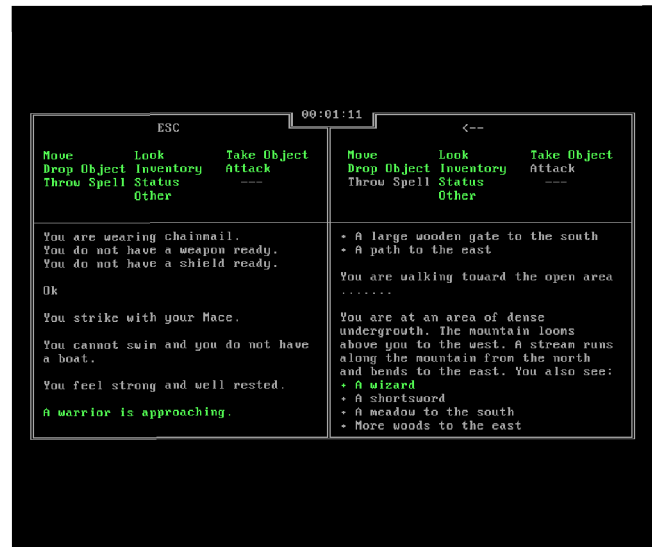 00:01:11
ESC
Move Look Take Object
Drop Object Inventory Attack
Throw Spell Status ---
Other
You are wearing chainmail.
You do not have a weapon ready.
You do not have a shield ready.
Ok
You strike with your Mace.
You cannot swim and you do not have
a boat.
You feel strong and well rested.
A warrior is approaching.
<--
Move Look Take Object
Drop Object Inventory Attack
Throw Spell Status ---
Other
+ A large wooden gate to the south
+ A path to the east
You are walking toward the open area
.......
You are at an area of dense
undergrowth. The mountain looms
above you to the west. A stream runs
along the mountain from the north
and bends to the east. You also see:
+ A wizard
+ A shortsword
+ A meadow to the south
+ More woods to the east